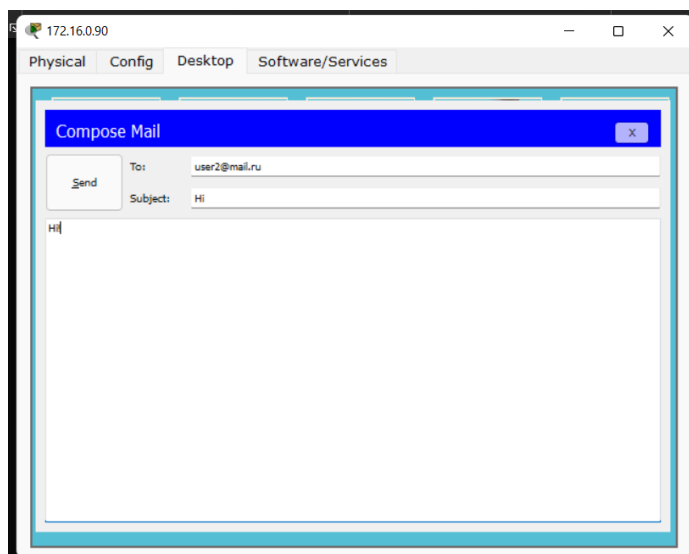 172.16.0.90
Physical Config Desktop Software/Services
Compose Mail X
Send
To: user2@mail.ru
Subject: Hi
Hi!